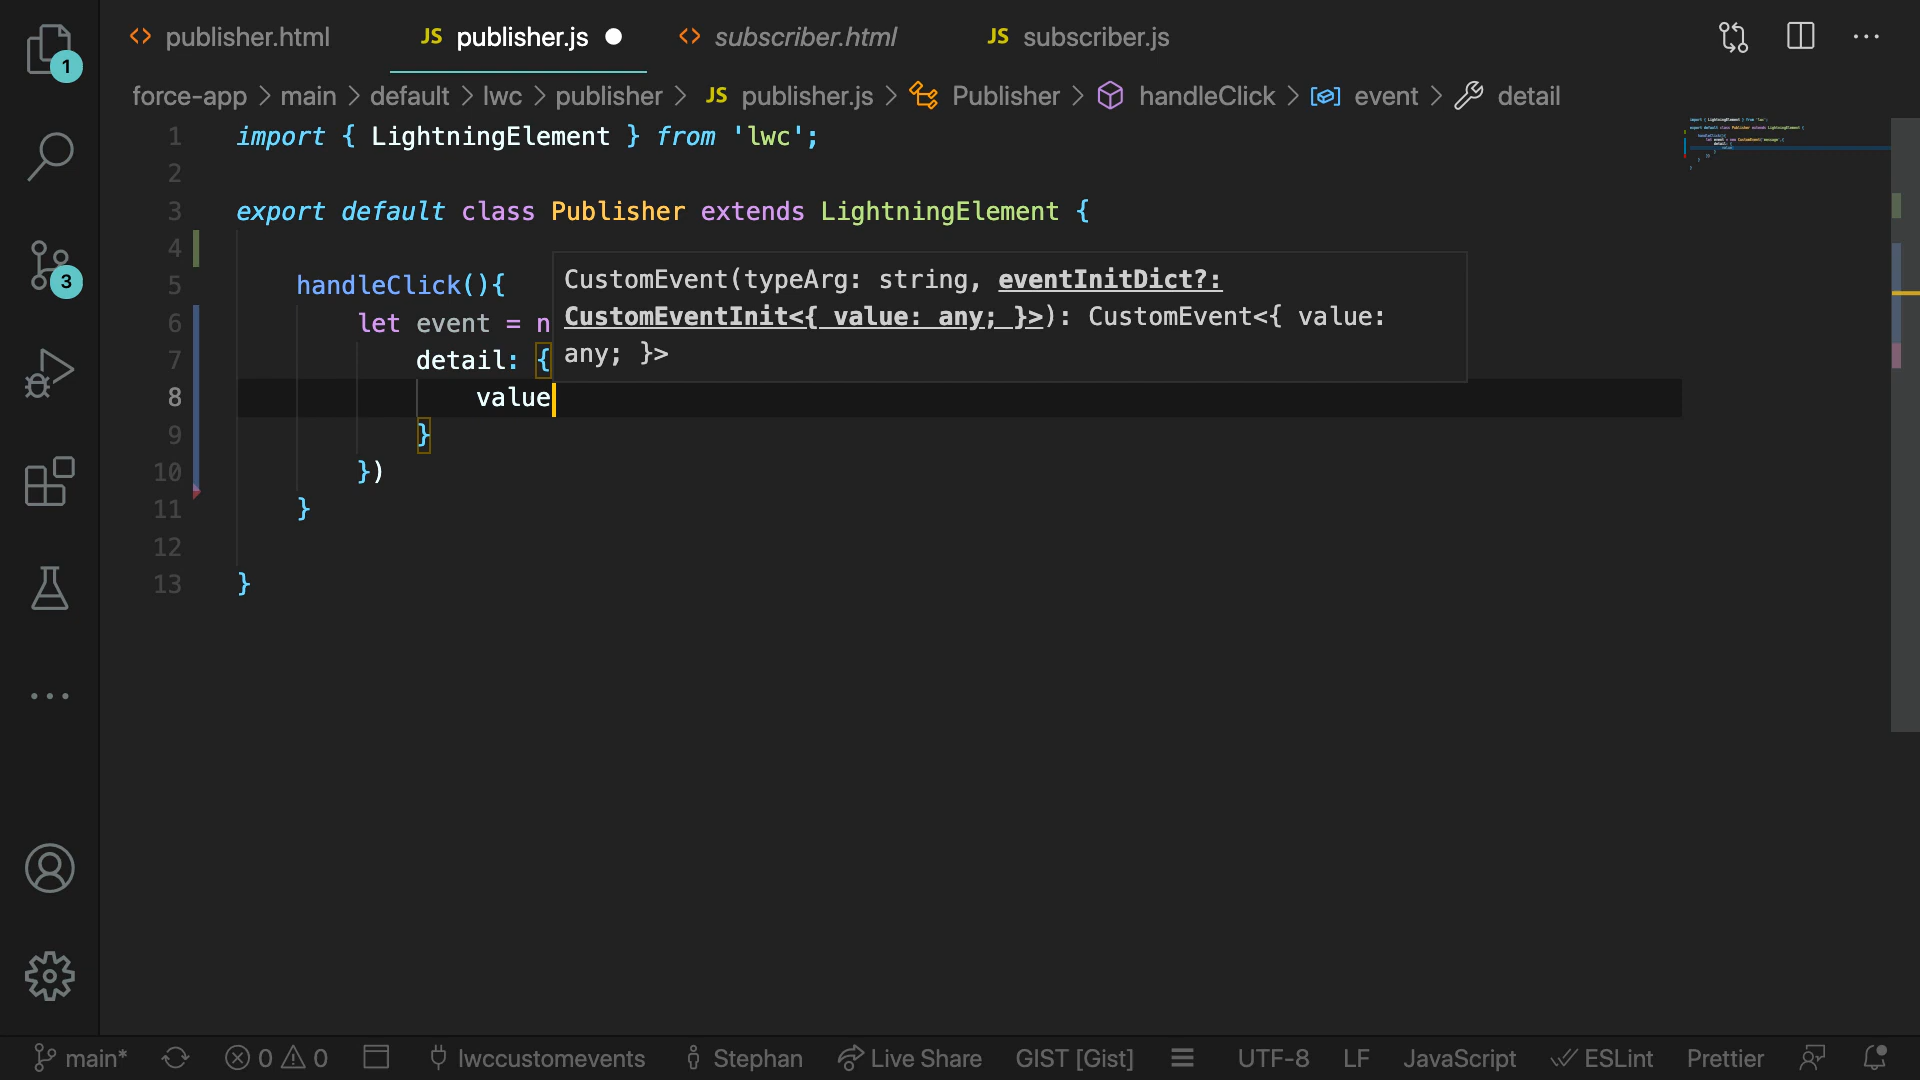 publisher.html JS publisher.js subscriber.html JS subscriber.js
1
force-app > main > default > lwc > publisher > JS publisher.js > Publisher > handleClick > event > detail
1 import { LightningElement } from 'lwc';
2
3 export default class Publisher extends LightningElement {
4
CustomEvent(typeArg: string, eventInitDict?:
CustomEventInit<{ value: any; }>): CustomEvent<{ value:
any; }>
5 handleClick(){
3
6 let event = n
7 detail: {
8 value
9 }
10 })
11 }
12
13 }
main* 0 0 lwccustomevents Stephan Live Share GIST [Gist] UTF-8 LF JavaScript ESLint Prettier